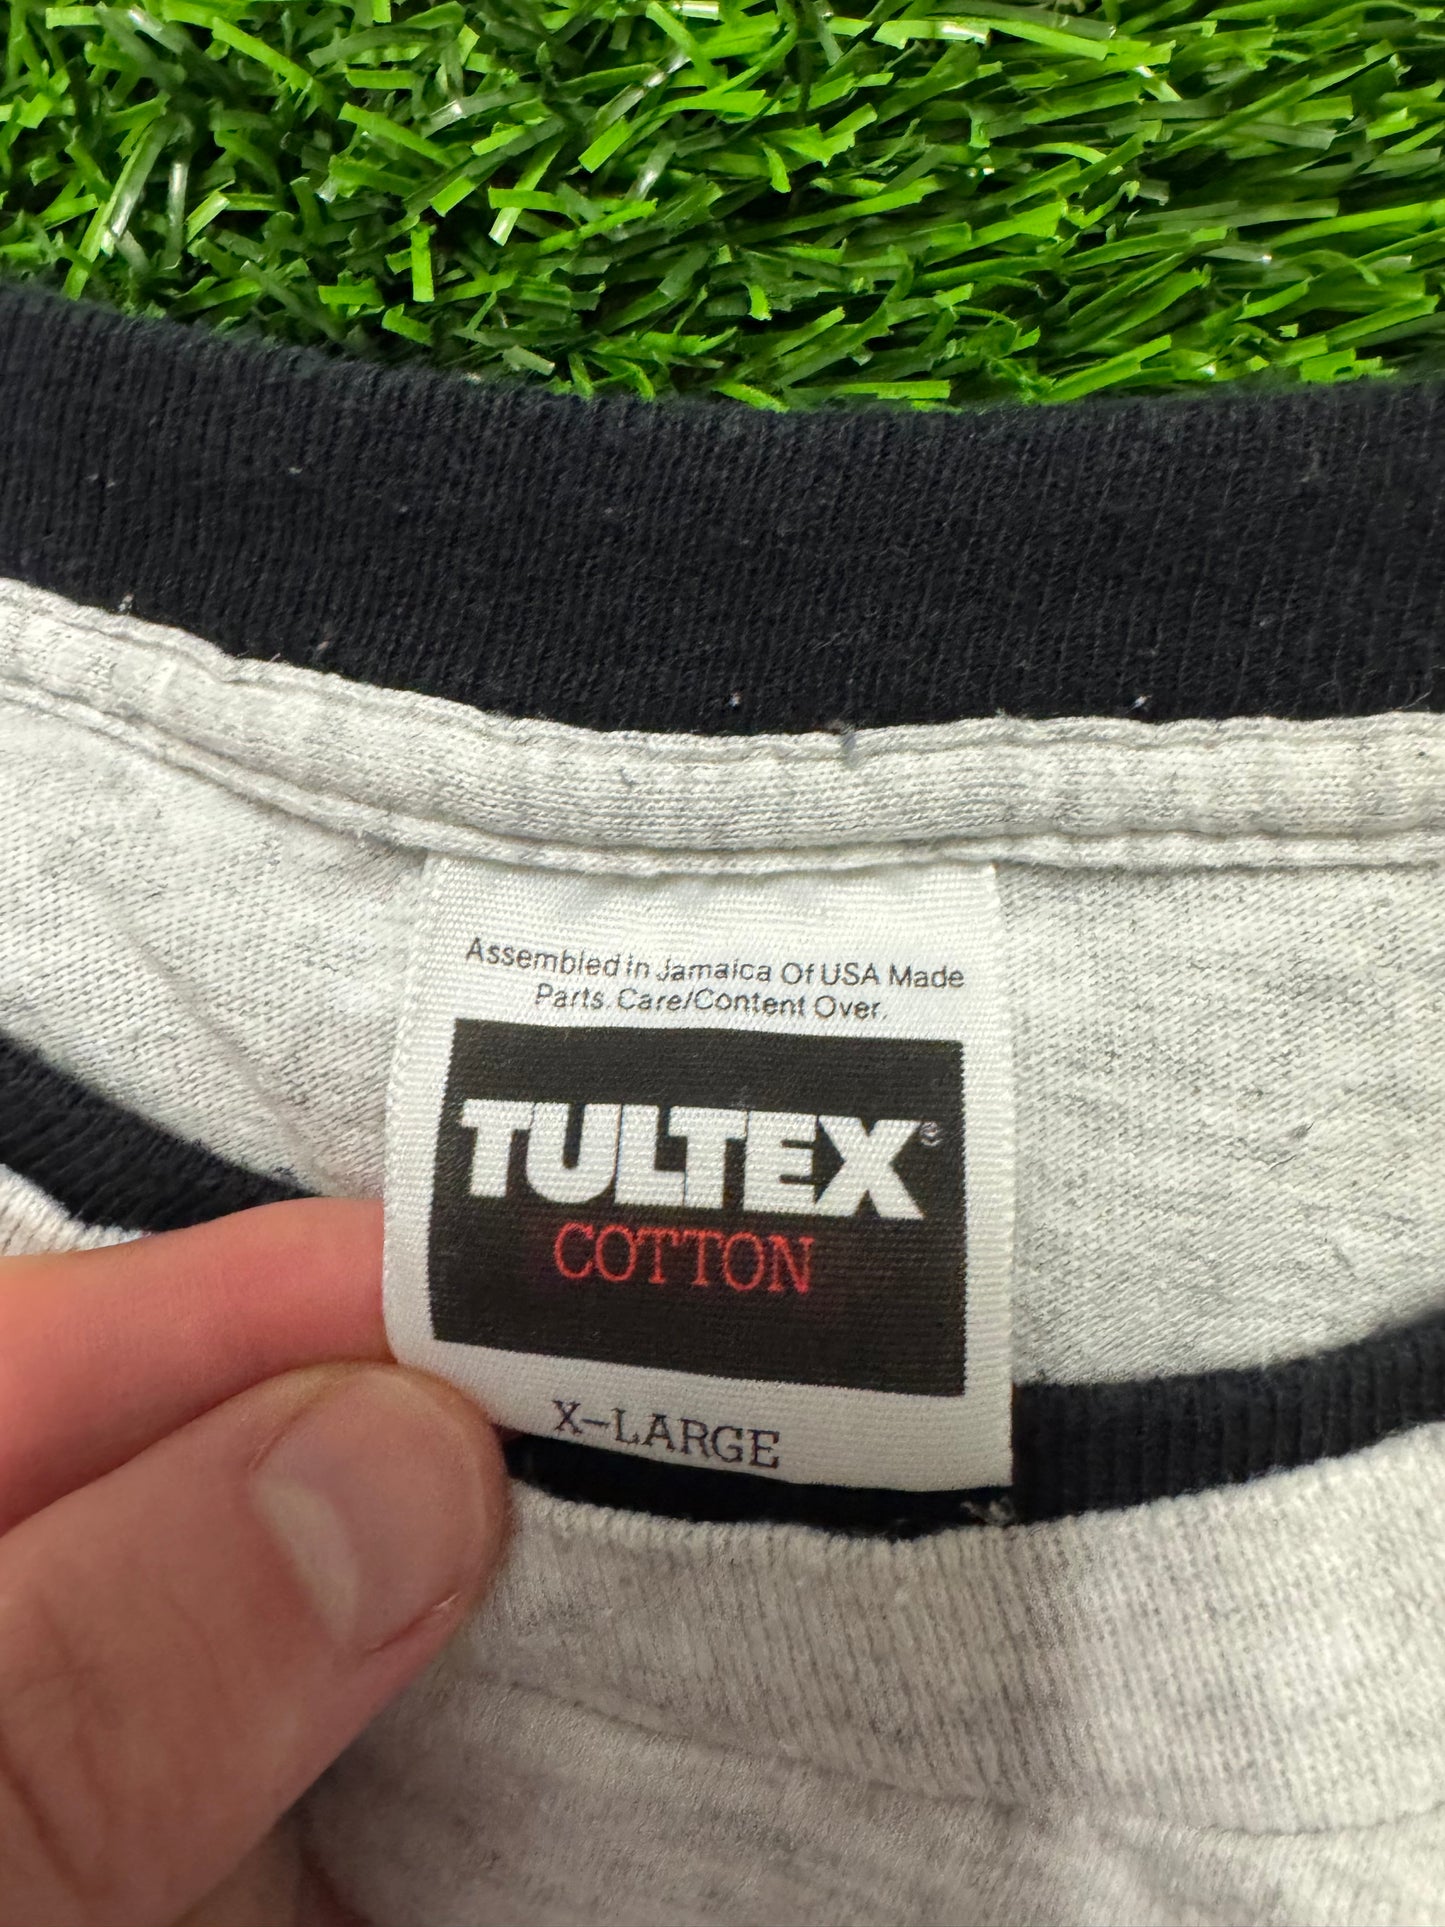 Assembled in Jamaica Of USA Made
Parts. Care/Content Over.
TULTEX®
COTTON
X-LARGE